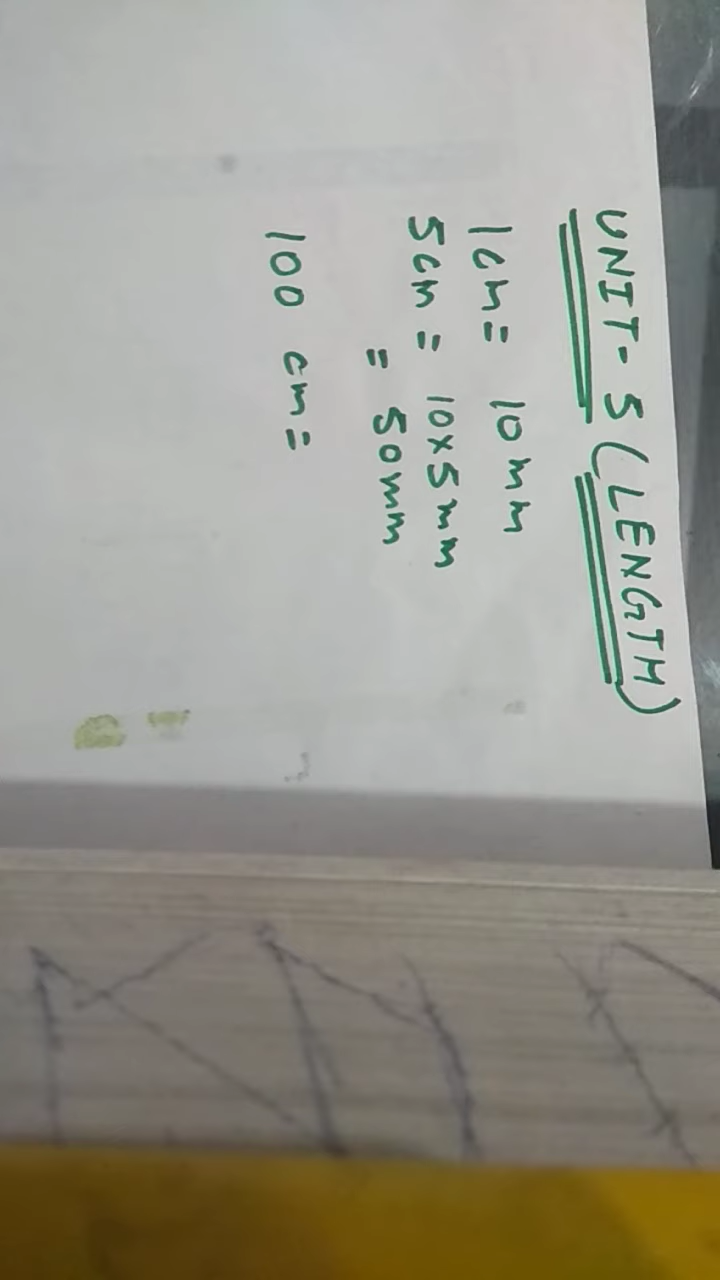 UNIT-5 (LENGTH)
1cm = 10mm
5cm = 10×5mm
= 50mm
100 cm =